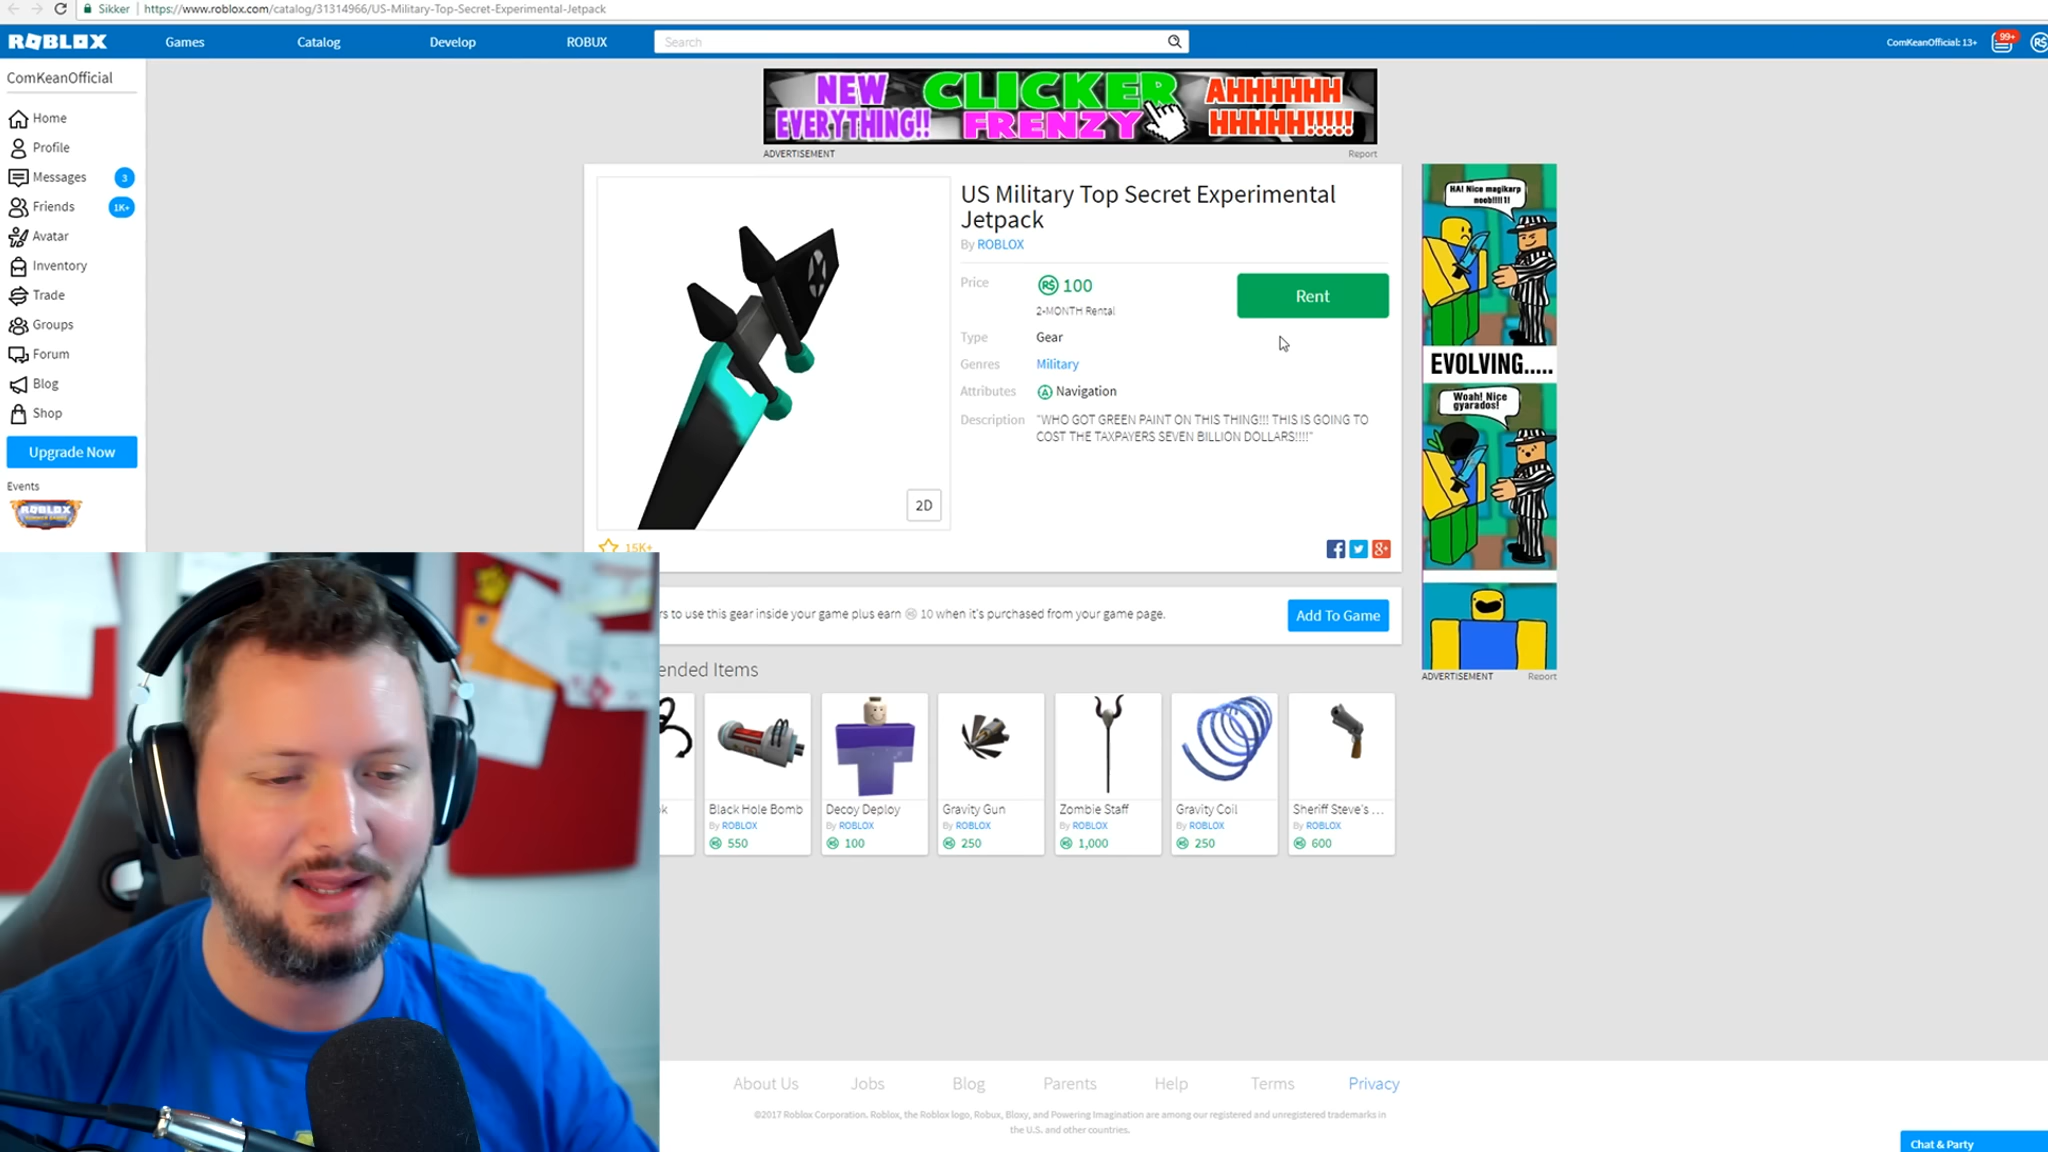 Sikker
https://www.roblox.com/catalog/31314966/US-Military-Top-Secret-Experimental-Jetpack
ROBLOX
Games
Catalog
Develop
ROBUX
Search
ComKeanOfficial: 13+
99+
R$
ComKeanOfficial
Home
Profile
Messages 3
Friends 1K+
Avatar
Inventory
Trade
Groups
Forum
Blog
Shop
Upgrade Now
Events
ROBLOX
NEW EVERYTHING!!
CLICKER FRENZY
AHHHHHH
HHHHH!!!!!
ADVERTISEMENT
Report
US Military Top Secret Experimental
Jetpack
By ROBLOX
Price
R$ 100
2-MONTH Rental
Rent
Type
Gear
Genres
Military
Attributes
Navigation
Description
"WHO GOT GREEN PAINT ON THIS THING!!! THIS IS GOING TO
COST THE TAXPAYERS SEVEN BILLION DOLLARS!!!!"
2D
15K+
rs to use this gear inside your game plus earn 10 when it's purchased from your game page.
Add To Game
ended Items
k
Black Hole Bomb
By ROBLOX
550
Decoy Deploy
By ROBLOX
100
Gravity Gun
By ROBLOX
250
Zombie Staff
By ROBLOX
1,000
Gravity Coil
By ROBLOX
250
Sheriff Steve's ...
By ROBLOX
600
HA! Nice magikarp
noob!!!!1!
EVOLVING.....
Woah! Nice
gyarados!
ADVERTISEMENT
Report
About Us
Jobs
Blog
Parents
Help
Terms
Privacy
©2017 Roblox Corporation. Roblox, the Roblox logo, Robux, Bloxy, and Powering Imagination are among our registered and unregistered trademarks in
the U.S. and other countries.
Chat & Party